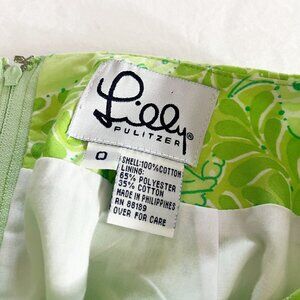 Lilly®
PULITZER
0
SHELL:100%COTTON
LINING:
65% POLYESTER
35% COTTON
MADE IN PHILIPPINES
RN 88189
OVER FOR CARE